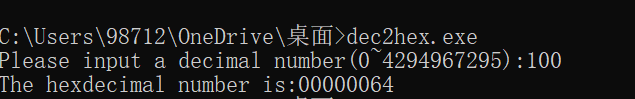 C:\Users\98712\OneDrive\桌面>dec2hex.exe
Please input a decimal number(0~4294967295):100
The hexdecimal number is:00000064